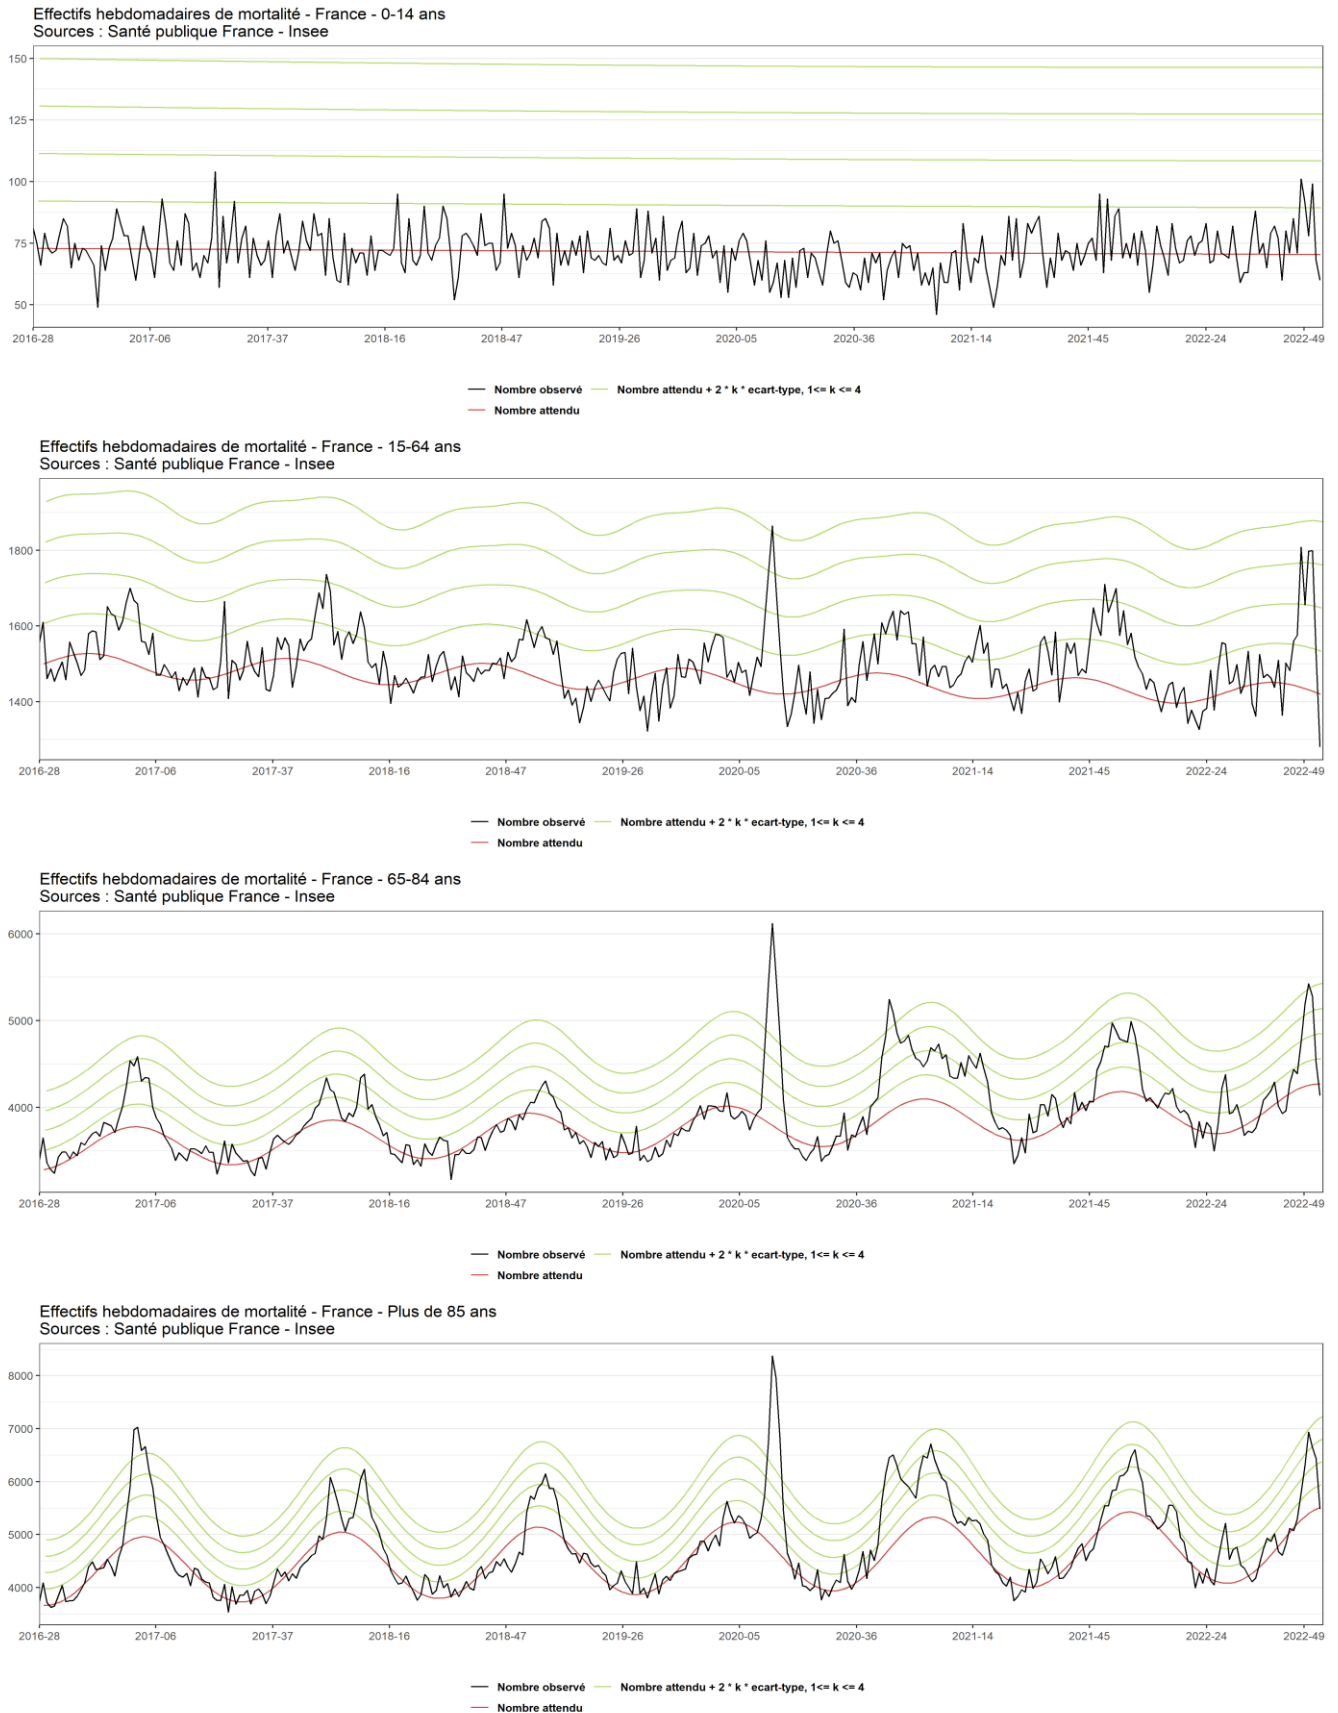 Effectifs hebdomadaires de mortalité - France - 0-14 ans
Sources : Santé publique France - Insee
150
125
100
75
50
2016-28 2017-06 2017-37 2018-16 2018-47 2019-26 2020-05 2020-36 2021-14 2021-45 2022-24 2022-49
Nombre observé Nombre attendu + 2 * k * ecart-type, 1<= k <= 4
Nombre attendu
Effectifs hebdomadaires de mortalité - France - 15-64 ans
Sources : Santé publique France - Insee
1800
1600
1400
2016-28 2017-06 2017-37 2018-16 2018-47 2019-26 2020-05 2020-36 2021-14 2021-45 2022-24 2022-49
Nombre observé Nombre attendu + 2 * k * ecart-type, 1<= k <= 4
Nombre attendu
Effectifs hebdomadaires de mortalité - France - 65-84 ans
Sources : Santé publique France - Insee
6000
5000
4000
2016-28 2017-06 2017-37 2018-16 2018-47 2019-26 2020-05 2020-36 2021-14 2021-45 2022-24 2022-49
Nombre observé Nombre attendu + 2 * k * ecart-type, 1<= k <= 4
Nombre attendu
Effectifs hebdomadaires de mortalité - France - Plus de 85 ans
Sources : Santé publique France - Insee
8000
7000
6000
5000
4000
2016-28 2017-06 2017-37 2018-16 2018-47 2019-26 2020-05 2020-36 2021-14 2021-45 2022-24 2022-49
Nombre observé Nombre attendu + 2 * k * ecart-type, 1<= k <= 4
Nombre attendu